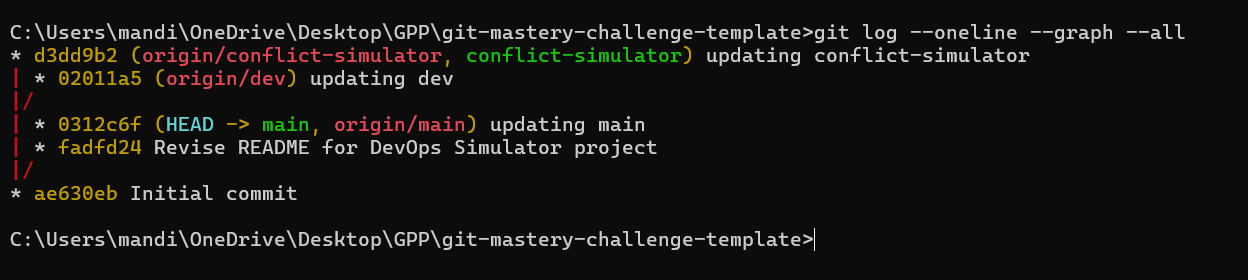 C:\Users\mandi\OneDrive\Desktop\GPP\git-mastery-challenge-template>git log --oneline --graph --all
* d3dd9b2 (origin/conflict-simulator, conflict-simulator) updating conflict-simulator
| * 02011a5 (origin/dev) updating dev
|/
| * 0312c6f (HEAD -> main, origin/main) updating main
| * fadfd24 Revise README for DevOps Simulator project
|/
* ae630eb Initial commit
C:\Users\mandi\OneDrive\Desktop\GPP\git-mastery-challenge-template>